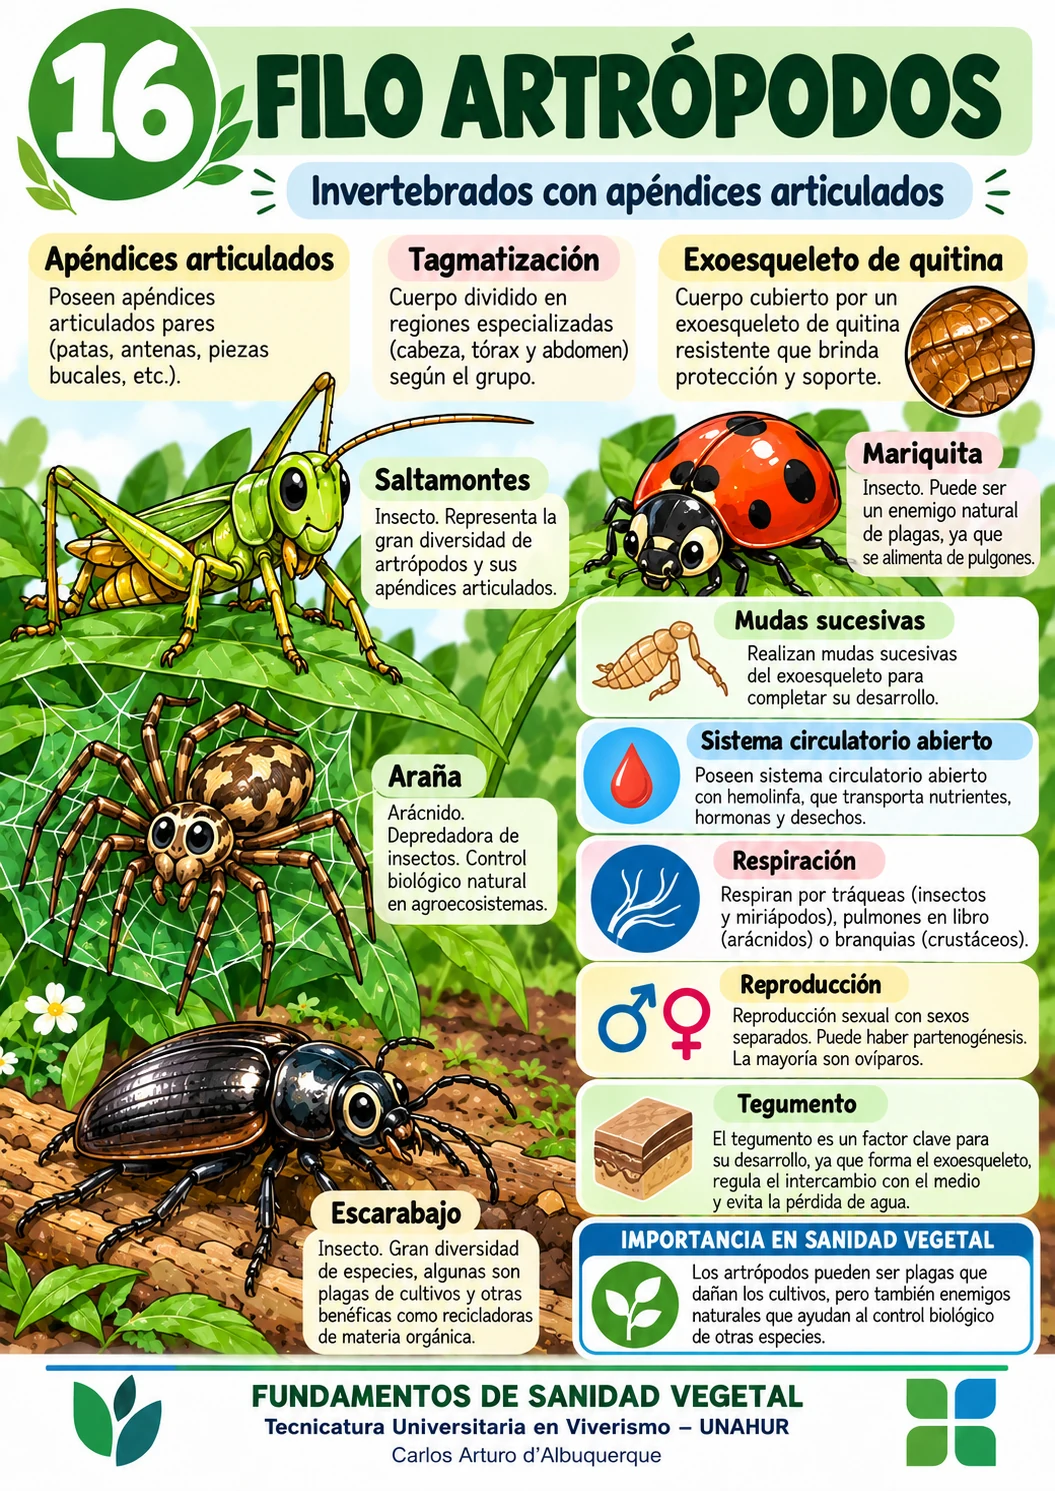 16
FILO ARTRÓPODOS
Invertebrados con apéndices articulados
Apéndices articulados
Poseen apéndices
articulados pares
(patas, antenas, piezas
bucales, etc.).
Tagmatización
Cuerpo dividido en
regiones especializadas
(cabeza, tórax y abdomen)
según el grupo.
Exoesqueleto de quitina
Cuerpo cubierto por un
exoesqueleto de quitina
resistente que brinda
protección y soporte.
Saltamontes
Insecto. Representa la
gran diversidad de
artrópodos y sus
apéndices articulados.
Mariquita
Insecto. Puede ser
un enemigo natural
de plagas, ya que
se alimenta de pulgones.
Mudas sucesivas
Realizan mudas sucesivas
del exoesqueleto para
completar su desarrollo.
Sistema circulatorio abierto
Poseen sistema circulatorio abierto
con hemolinfa, que transporta nutrientes,
hormonas y desechos.
Araña
Arácnido.
Depredadora de
insectos. Control
biológico natural
en agroecosistemas.
Respiración
Respiran por tráqueas (insectos
y miriápodos), pulmones en libro
(arácnidos) o branquias (crustáceos).
Reproducción
Reproducción sexual con sexos
separados. Puede haber partenogénesis.
La mayoría son ovíparos.
Tegumento
El tegumento es un factor clave para
su desarrollo, ya que forma el exoesqueleto,
regula el intercambio con el medio
y evita la pérdida de agua.
Escarabajo
Insecto. Gran diversidad
de especies, algunas son
plagas de cultivos y otras
benéficas como recicladoras
de materia orgánica.
IMPORTANCIA EN SANIDAD VEGETAL
Los artrópodos pueden ser plagas que
dañan los cultivos, pero también enemigos
naturales que ayudan al control biológico
de otras especies.
FUNDAMENTOS DE SANIDAD VEGETAL
Tecnicatura Universitaria en Viverismo – UNAHUR
Carlos Arturo d'Albuquerque